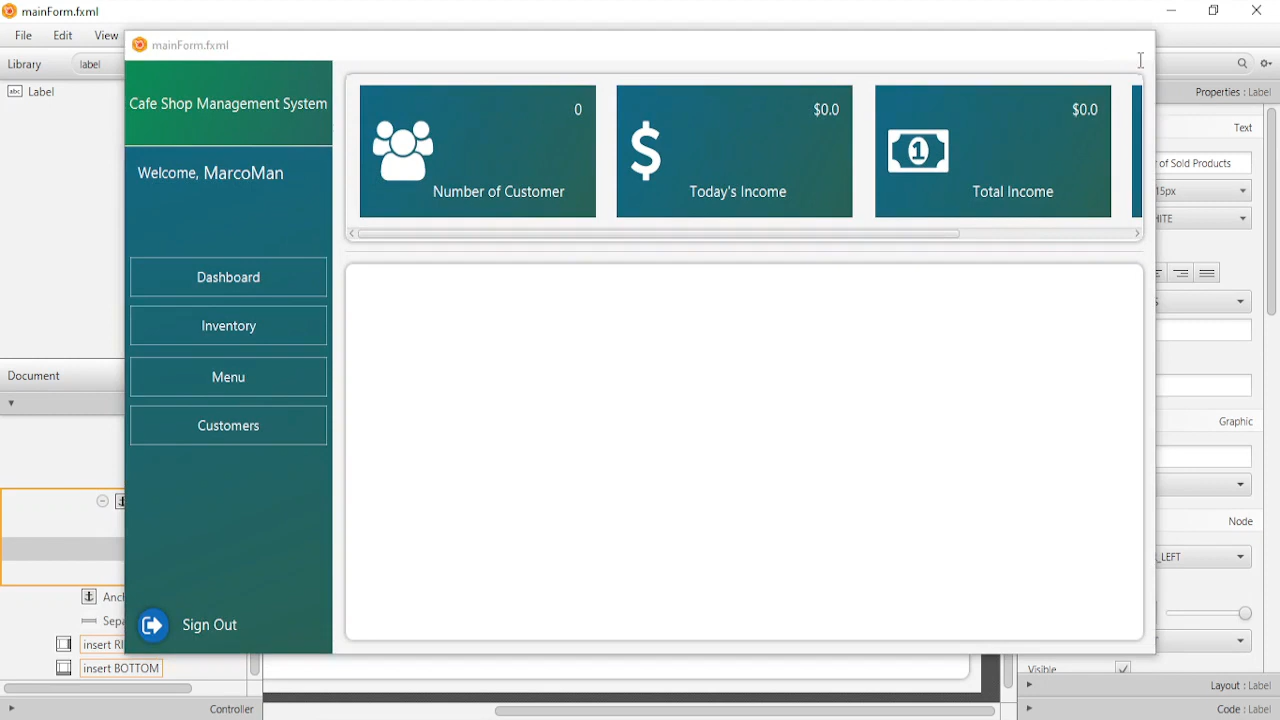 mainForm.fxml
File Edit View
mainForm.fxml
Library label
Label
Properties : Label
Cafe Shop Management System
Text
0
$0.0
$0.0
of Sold Products
Welcome, MarcoMan
15px
Number of Customer
Today's Income
1
Total Income
Dashboard
Inventory
Menu
Document
Customers
Graphic
Node
_LEFT
Sign Out
insert BOTTOM
Visible
Layout : Label
Controller
Code : Label